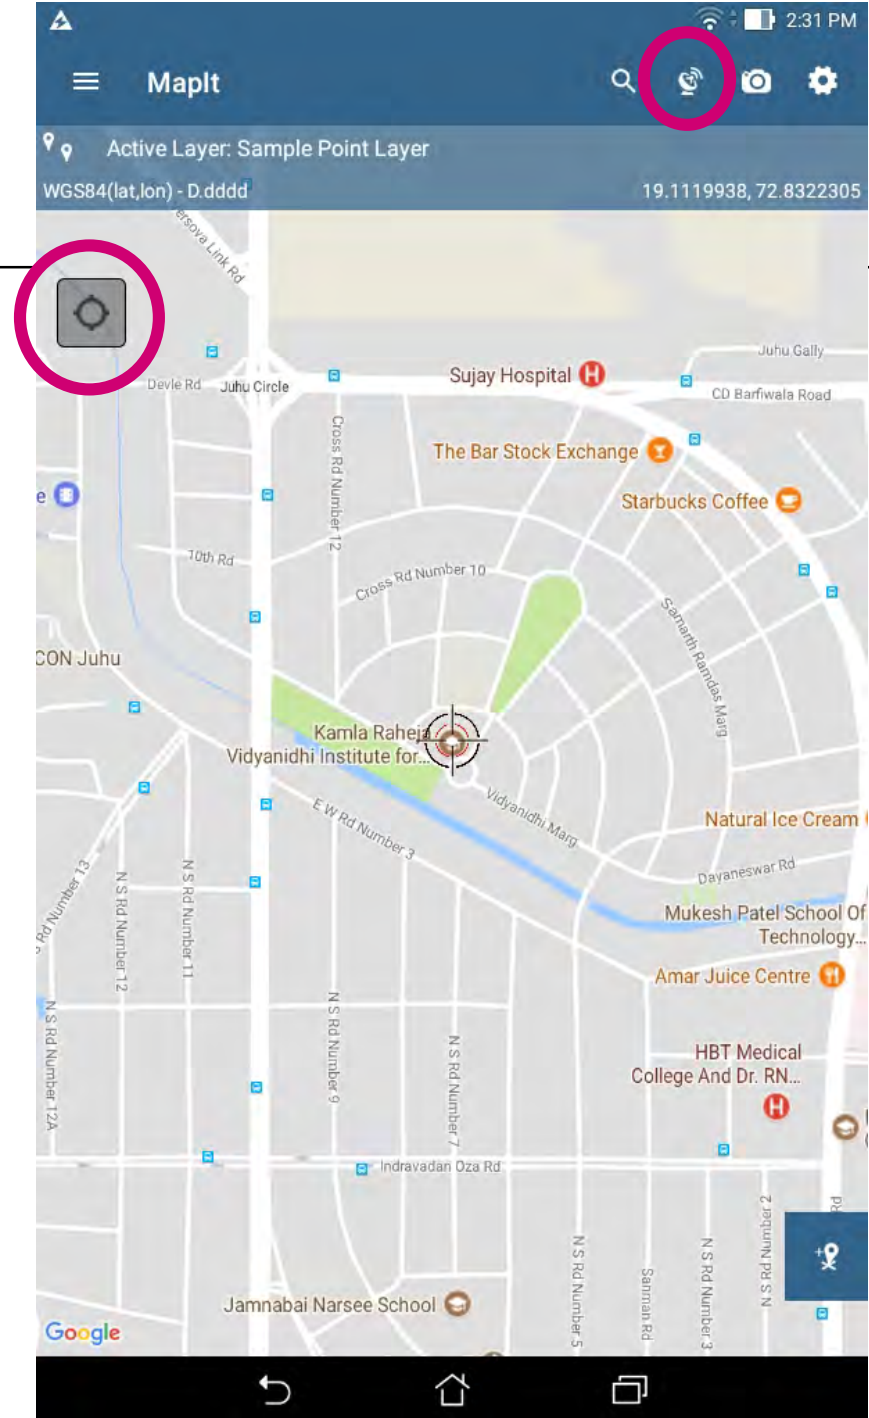 2:31 PM
MapIt
Active Layer: Sample Point Layer
WGS84(lat,lon) - D.dddd
19.1119938, 72.8322305
ersova Link Rd
Juhu Gally
Devle Rd
Juhu Circle
Sujay Hospital
H
CD Barfiwala Road
Cross Rd Number 12
The Bar Stock Exchange
e
Starbucks Coffee
10th Rd
Cross Rd Number 10
Samarth Ramdas Marg
CON Juhu
Kamla Raheja
Vidyanidhi Institute for...
E W Rd Number 3
Vidyanidhi Marg
Natural Ice Cream
Dayaneswar Rd
Rd Number 13
N S Rd Number 12
N S Rd Number 11
Mukesh Patel School Of
Technology...
Amar Juice Centre
N S Rd Number 12A
N S Rd Number 9
N S Rd Number 7
HBT Medical
College And Dr. RN...
H
Indravadan Oza Rd
N S Rd Number 5
Sanman Rd
N S Rd Number 3
N S Rd Number 2
Jamnabai Narsee School
Google